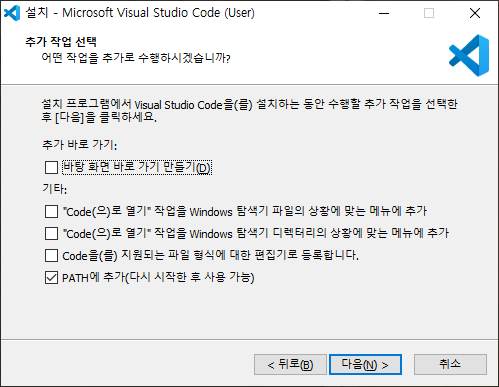 설치 - Microsoft Visual Studio Code (User)
추가 작업 선택
어떤 작업을 추가로 수행하시겠습니까?
설치 프로그램에서 Visual Studio Code을(를) 설치하는 동안 수행할 추가 작업을 선택한
후 [다음]을 클릭하세요.
추가 바로 가기:
바탕 화면 바로 가기 만들기(D)
기타:
"Code(으)로 열기" 작업을 Windows 탐색기 파일의 상황에 맞는 메뉴에 추가
"Code(으)로 열기" 작업을 Windows 탐색기 디렉터리의 상황에 맞는 메뉴에 추가
Code을(를) 지원되는 파일 형식에 대한 편집기로 등록합니다.
PATH에 추가(다시 시작한 후 사용 가능)
< 뒤로(B) 다음(N) > 취소